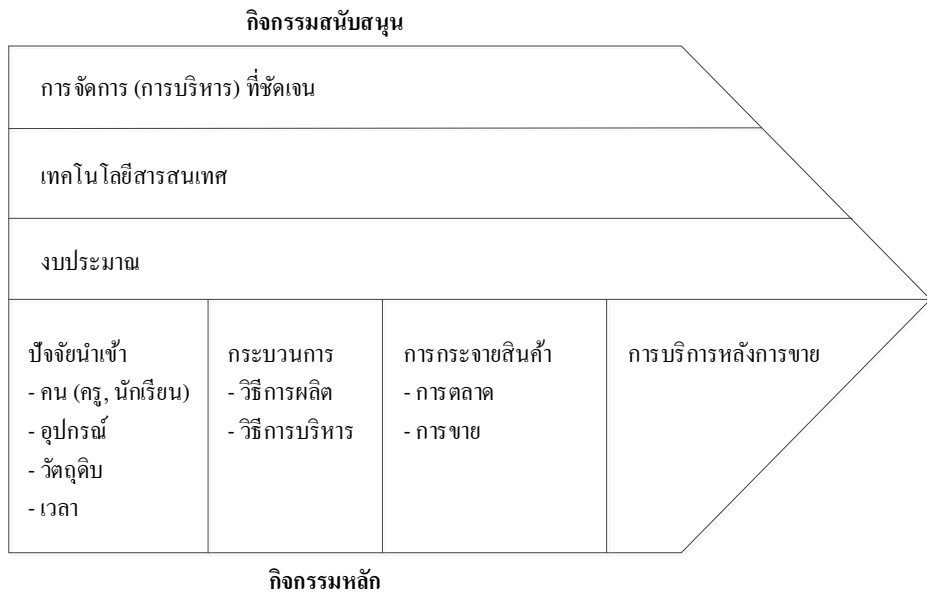 กิจกรรมสนับสนุน
การจัดการ (การบริหาร) ที่ชัดเจน
เทคโนโลยีสารสนเทศ
งบประมาณ
ปัจจัยนำเข้า
- คน (ครู, นักเรียน)
- อุปกรณ์
- วัตถุดิบ
- เวลา
กระบวนการ
- วิธีการผลิต
- วิธีการบริหาร
การกระจายสินค้า
- การตลาด
- การขาย
การบริการหลังการขาย
กิจกรรมหลัก